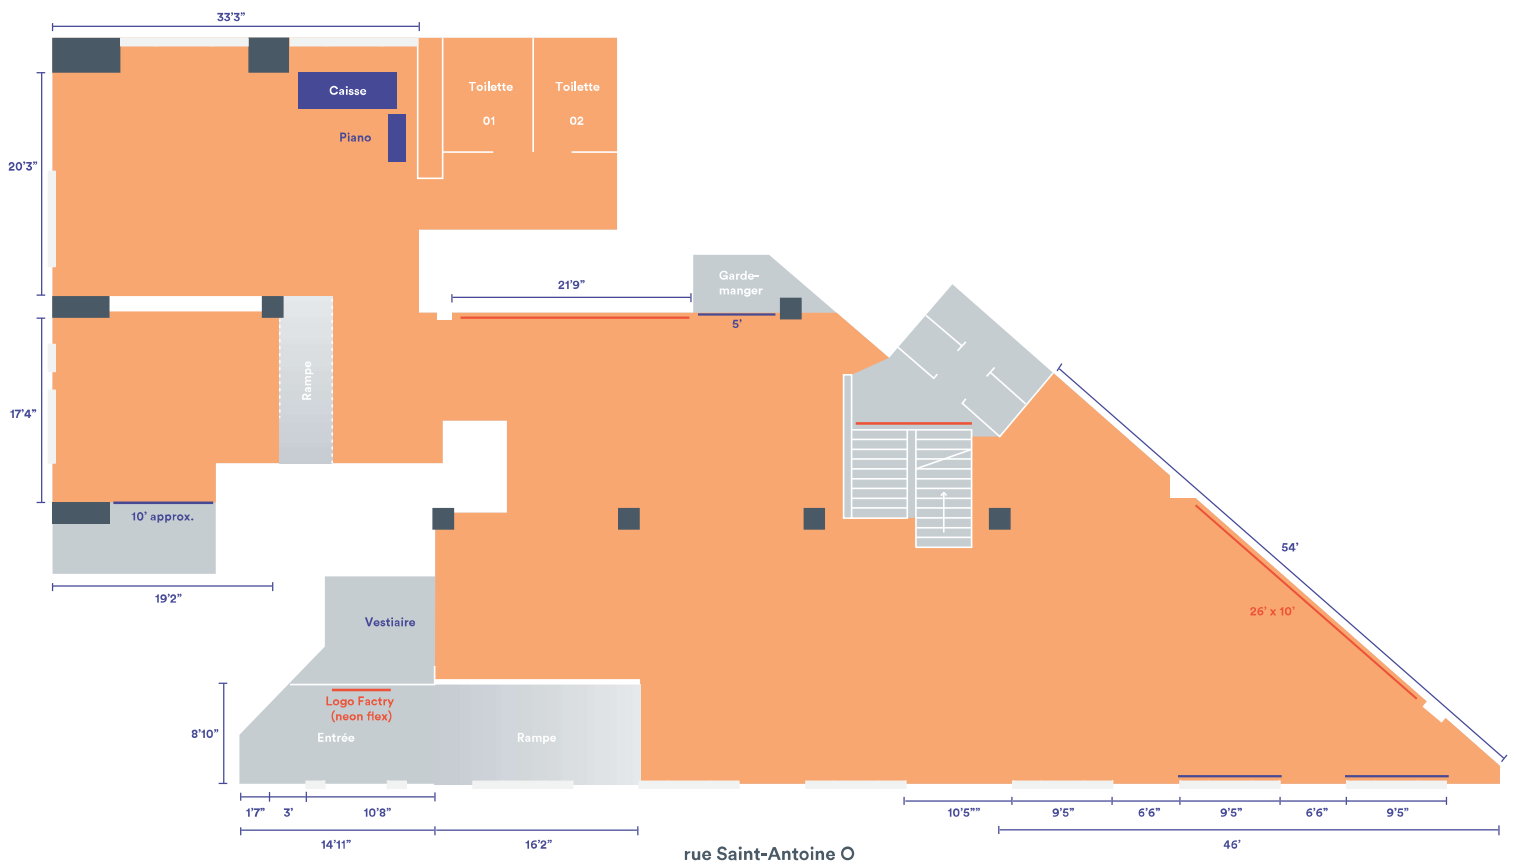 33'3"
Caisse
Toilette
01
Toilette
02
Piano
20'3"
21'9"
Garde-
manger
5'
Rampe
17'4"
10' approx.
19'2"
54'
26' x 10'
Vestiaire
Logo Factry
(neon flex)
Entrée
Rampe
8'10"
1'7"
3'
10'8"
10'5""
9'5"
6'6"
9'5"
6'6"
9'5"
14'11"
16'2"
46'
rue Saint-Antoine O